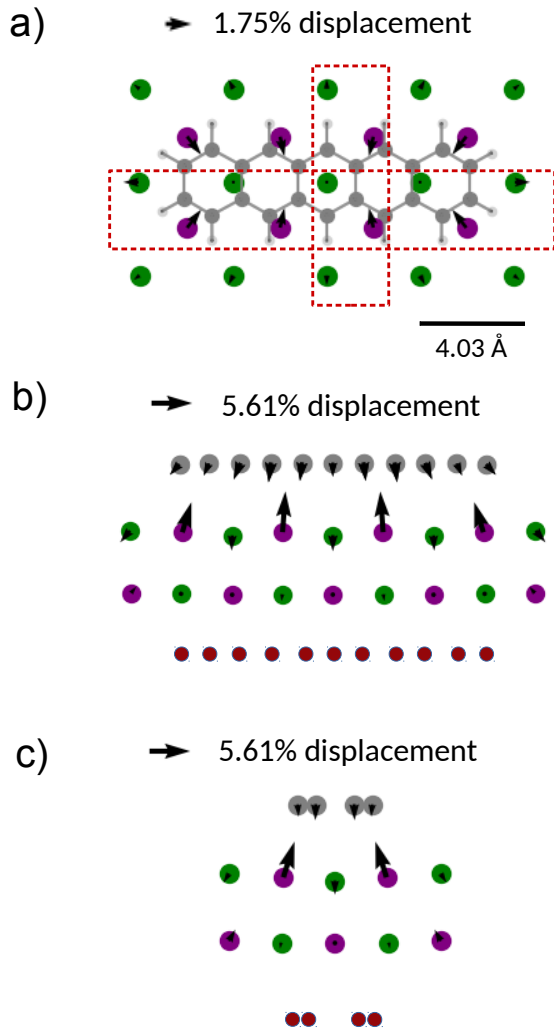 a)
1.75% displacement
4.03 Å
b)
5.61% displacement
c)
5.61% displacement